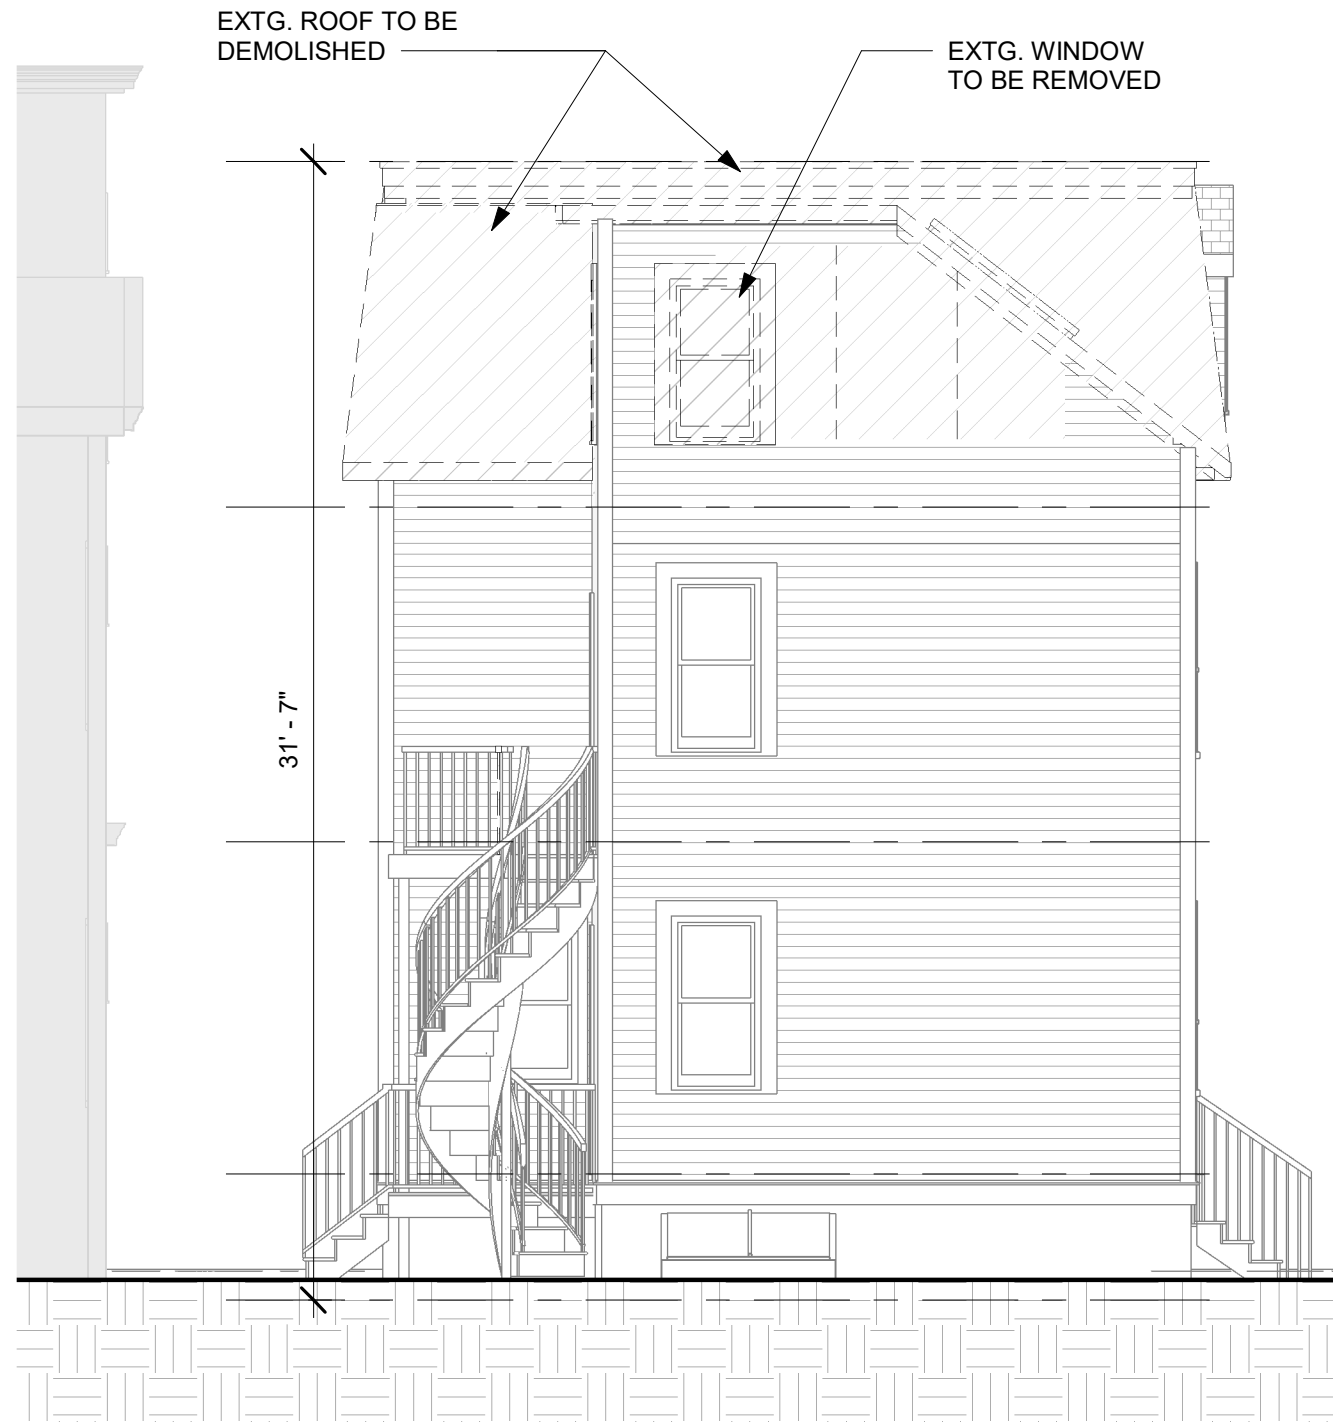 EXTG. ROOF TO BE
DEMOLISHED
EXTG. WINDOW
TO BE REMOVED
31' - 7"